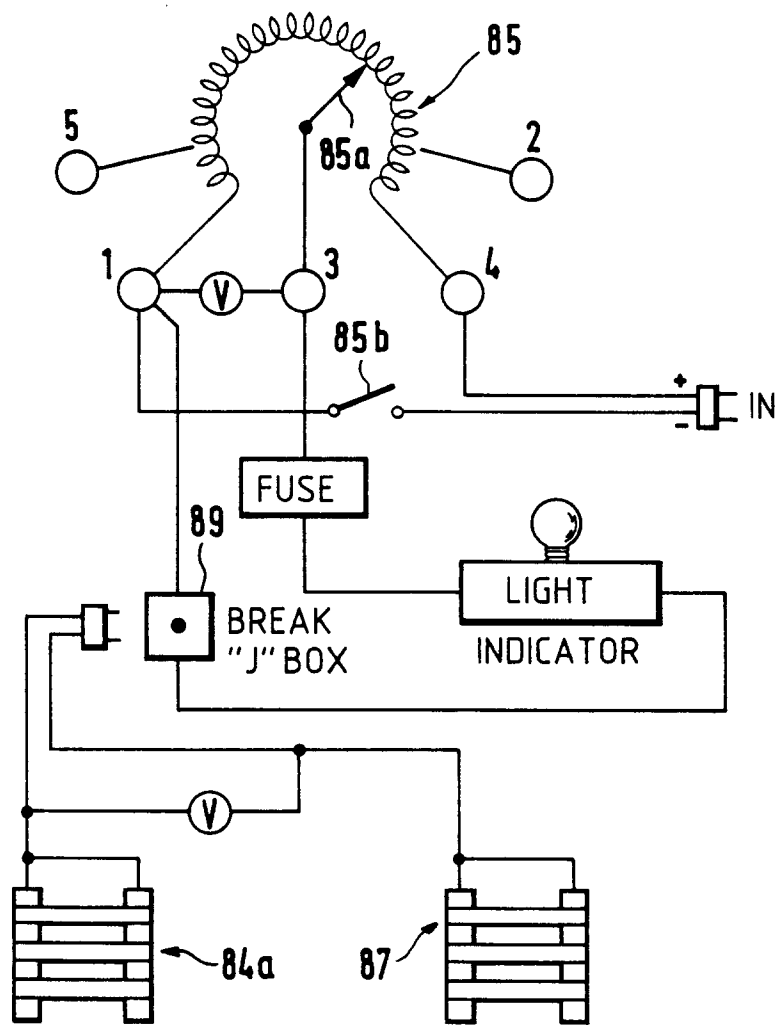 85
5
2
85a
1
V
3
4
85b
+
IN
-
FUSE
89
LIGHT
BREAK
"J" BOX
INDICATOR
V
84a
87